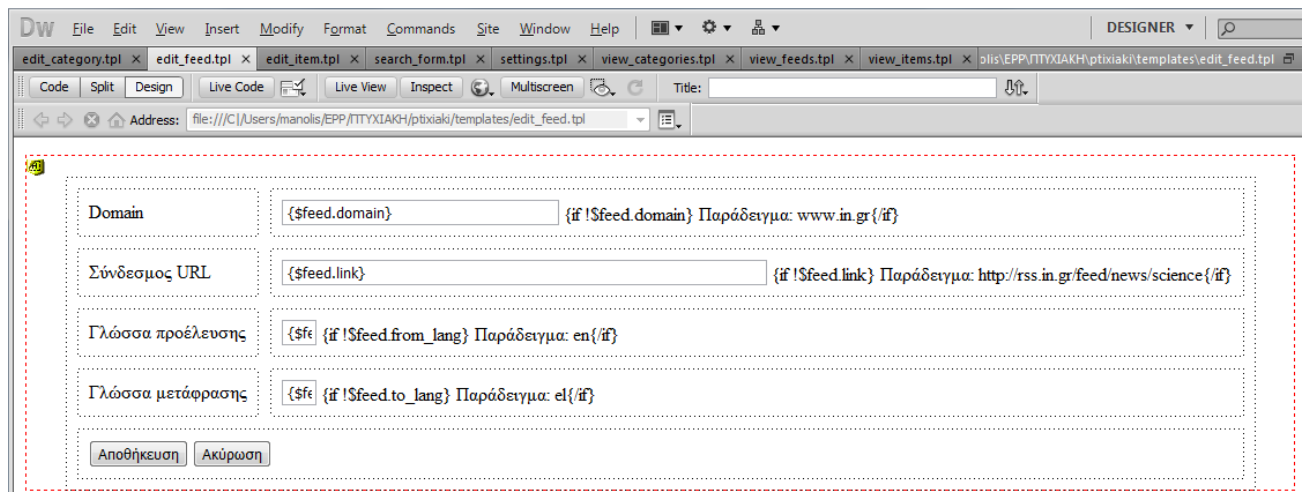 DW File Edit View Insert Modify Format Commands Site Window Help DESIGNER
edit_category.tpl × edit_feed.tpl × edit_item.tpl × search_form.tpl × settings.tpl × view_categories.tpl × view_feeds.tpl × view_items.tpl × olis\EPP\ΠΤΥΧΙΑΚΗ\ptixiaki\templates\edit_feed.tpl
Code Split Design Live Code Live View Inspect Multiscreen Title:
Address: file:///C|/Users/manolis/EPP/ΠΤΥΧΙΑΚΗ/ptixiaki/templates/edit_feed.tpl
Domain {$feed.domain} {if !$feed.domain} Παράδειγμα: www.in.gr{/if}
Σύνδεσμος URL {$feed.link} {if !$feed.link} Παράδειγμα: http://rss.in.gr/feed/news/science{/if}
Γλώσσα προέλευσης {$fe {if !$feed.from_lang} Παράδειγμα: en{/if}
Γλώσσα μετάφρασης {$fe {if !$feed.to_lang} Παράδειγμα: el{/if}
Αποθήκευση Ακύρωση